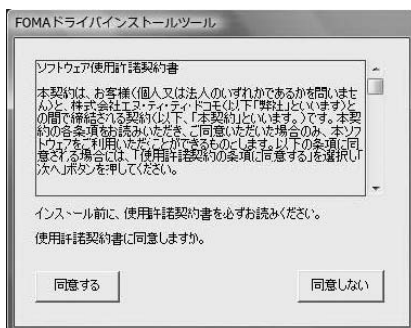 FOMAドライバインストールツール
ソフトウェア使用許諾契約書
本契約は、お客様(個人又は法人のいずれかであるかを問いませ
ん)と、株式会社エヌ・ティ・ティ・ドコモ(以下「弊社」といいます)と
の間で締結される契約(以下、「本契約」といいます。)です。本契
約の各条項をお読みいただき、ご同意いただいた場合のみ、本ソフ
トウェアをご利用いただくことができるものとします。以下の条項に同
意される場合には、「使用許諾契約の条項に同意する」を選択し「
次へ」ボタンを押してください。
インストール前に、使用許諾契約書を必ずお読みください。
使用許諾契約書に同意しますか。
同意する
同意しない